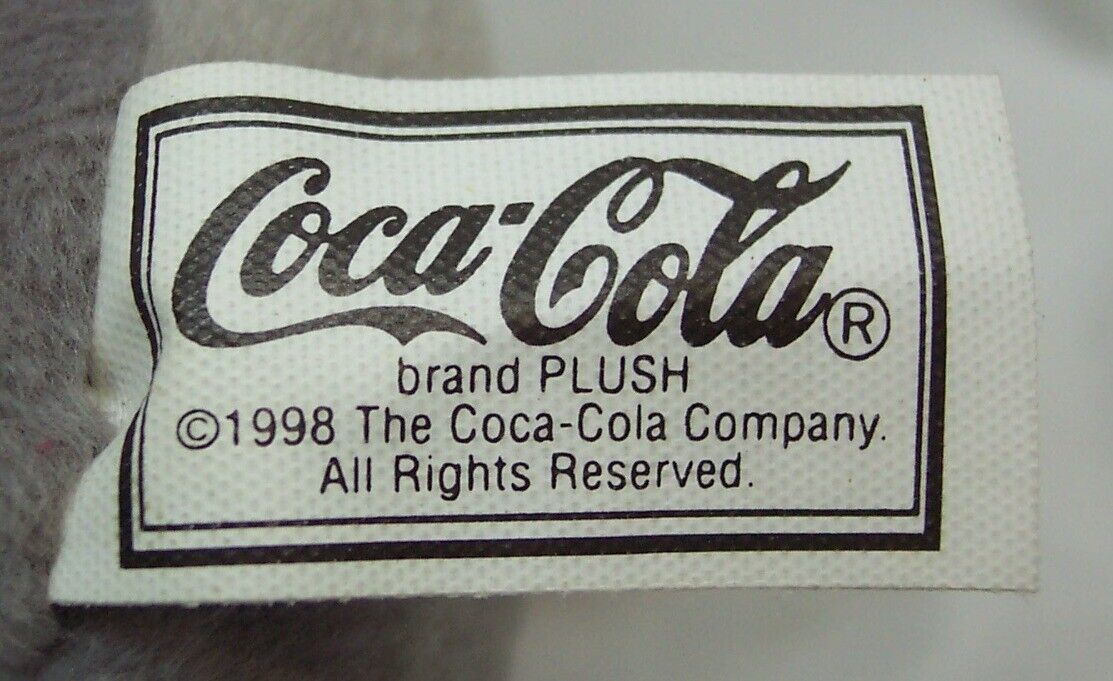 Coca-Cola®
brand PLUSH
©1998 The Coca-Cola Company.
All Rights Reserved.